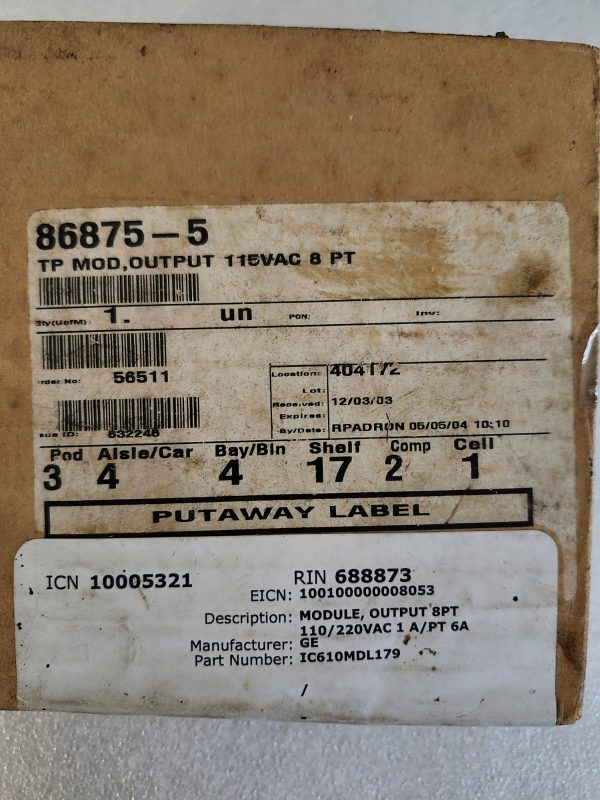 86875-5
TP MOD,OUTPUT 115VAC 8 PT
1. un PCN: Inv:
56511
Location: 404172
Lot:
Received: 12/03/03
Expires:
By/Date: RPADRON 05/05/04 10:10
632246
Pod Aisle/Car Bay/Bin Shelf Comp Cell
3 4 4 17 2 1
PUTAWAY LABEL
ICN 10005321 RIN 688873
EICN: 100100000008053
Description: MODULE, OUTPUT 8PT
110/220VAC 1 A/PT 6A
Manufacturer: GE
Part Number: IC610MDL179
/